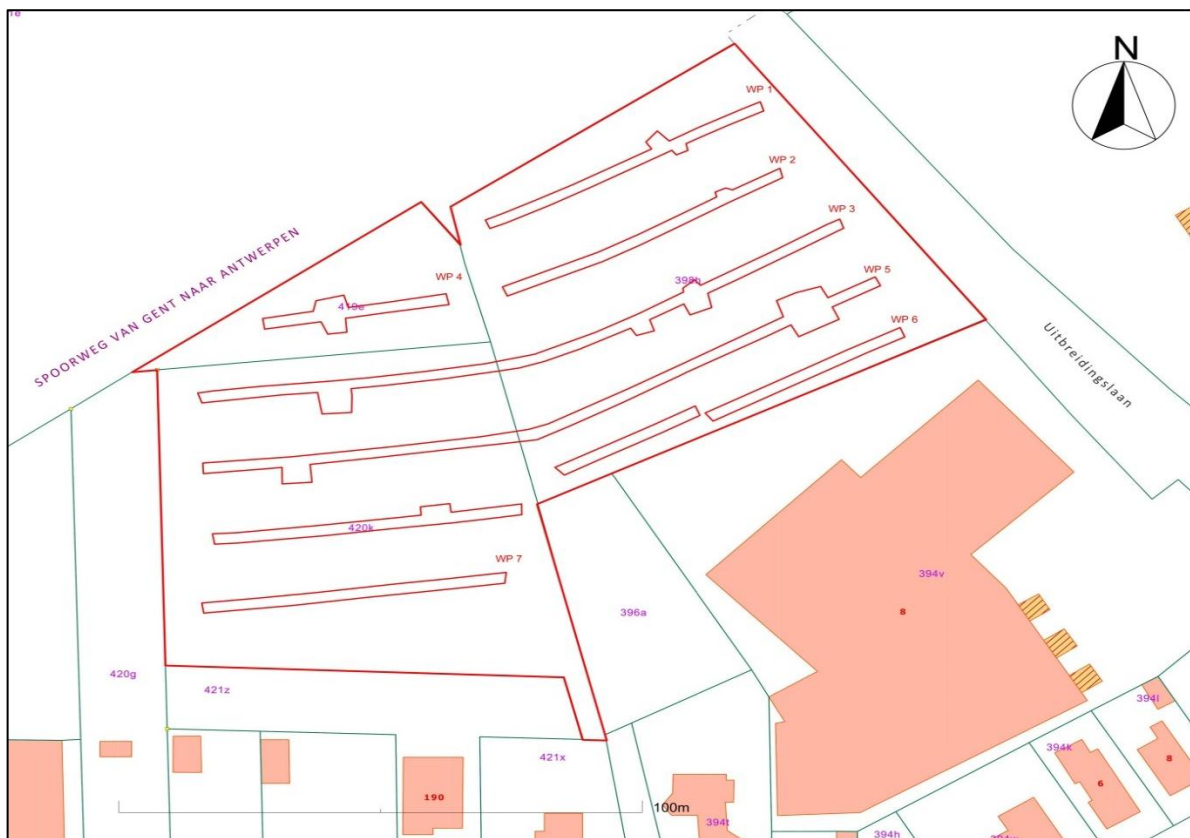 N
WP 1
WP 2
WP 3
398h
WP 4
419e
WP 5
WP 6
SPOORWEG VAN GENT NAAR ANTWERPEN
Uitbreidingslaan
420k
WP 7
394v
8
396a
420g
421z
421x
190
100m
394t
394l
394k
8
6
394h